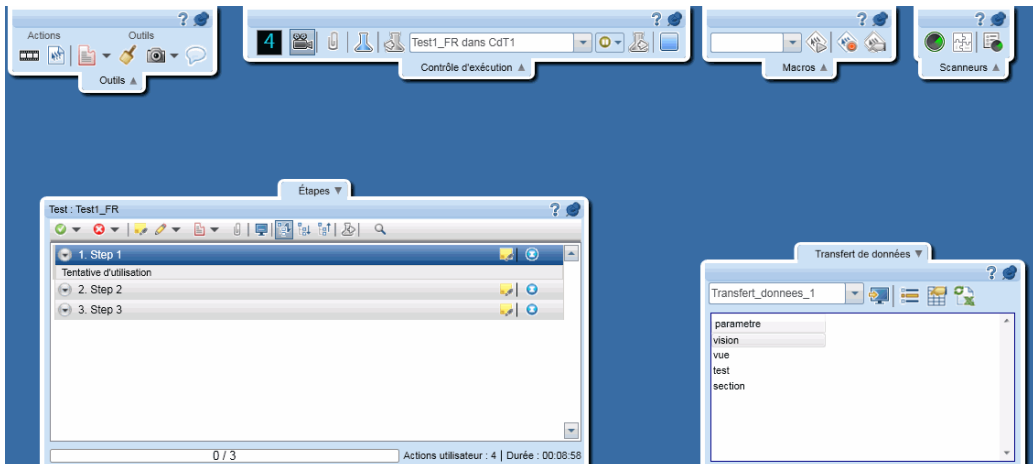 Actions
Outils
Outils
4
Test1_FR dans CdT1
Contrôle d'exécution
Macros
Scanneurs
Étapes
Test : Test1_FR
1. Step 1
Tentative d'utilisation
2. Step 2
3. Step 3
0 / 3
Actions utilisateur : 4 | Durée : 00:08:58
Transfert de données
Transfert_donnees_1
parametre
vision
vue
test
section